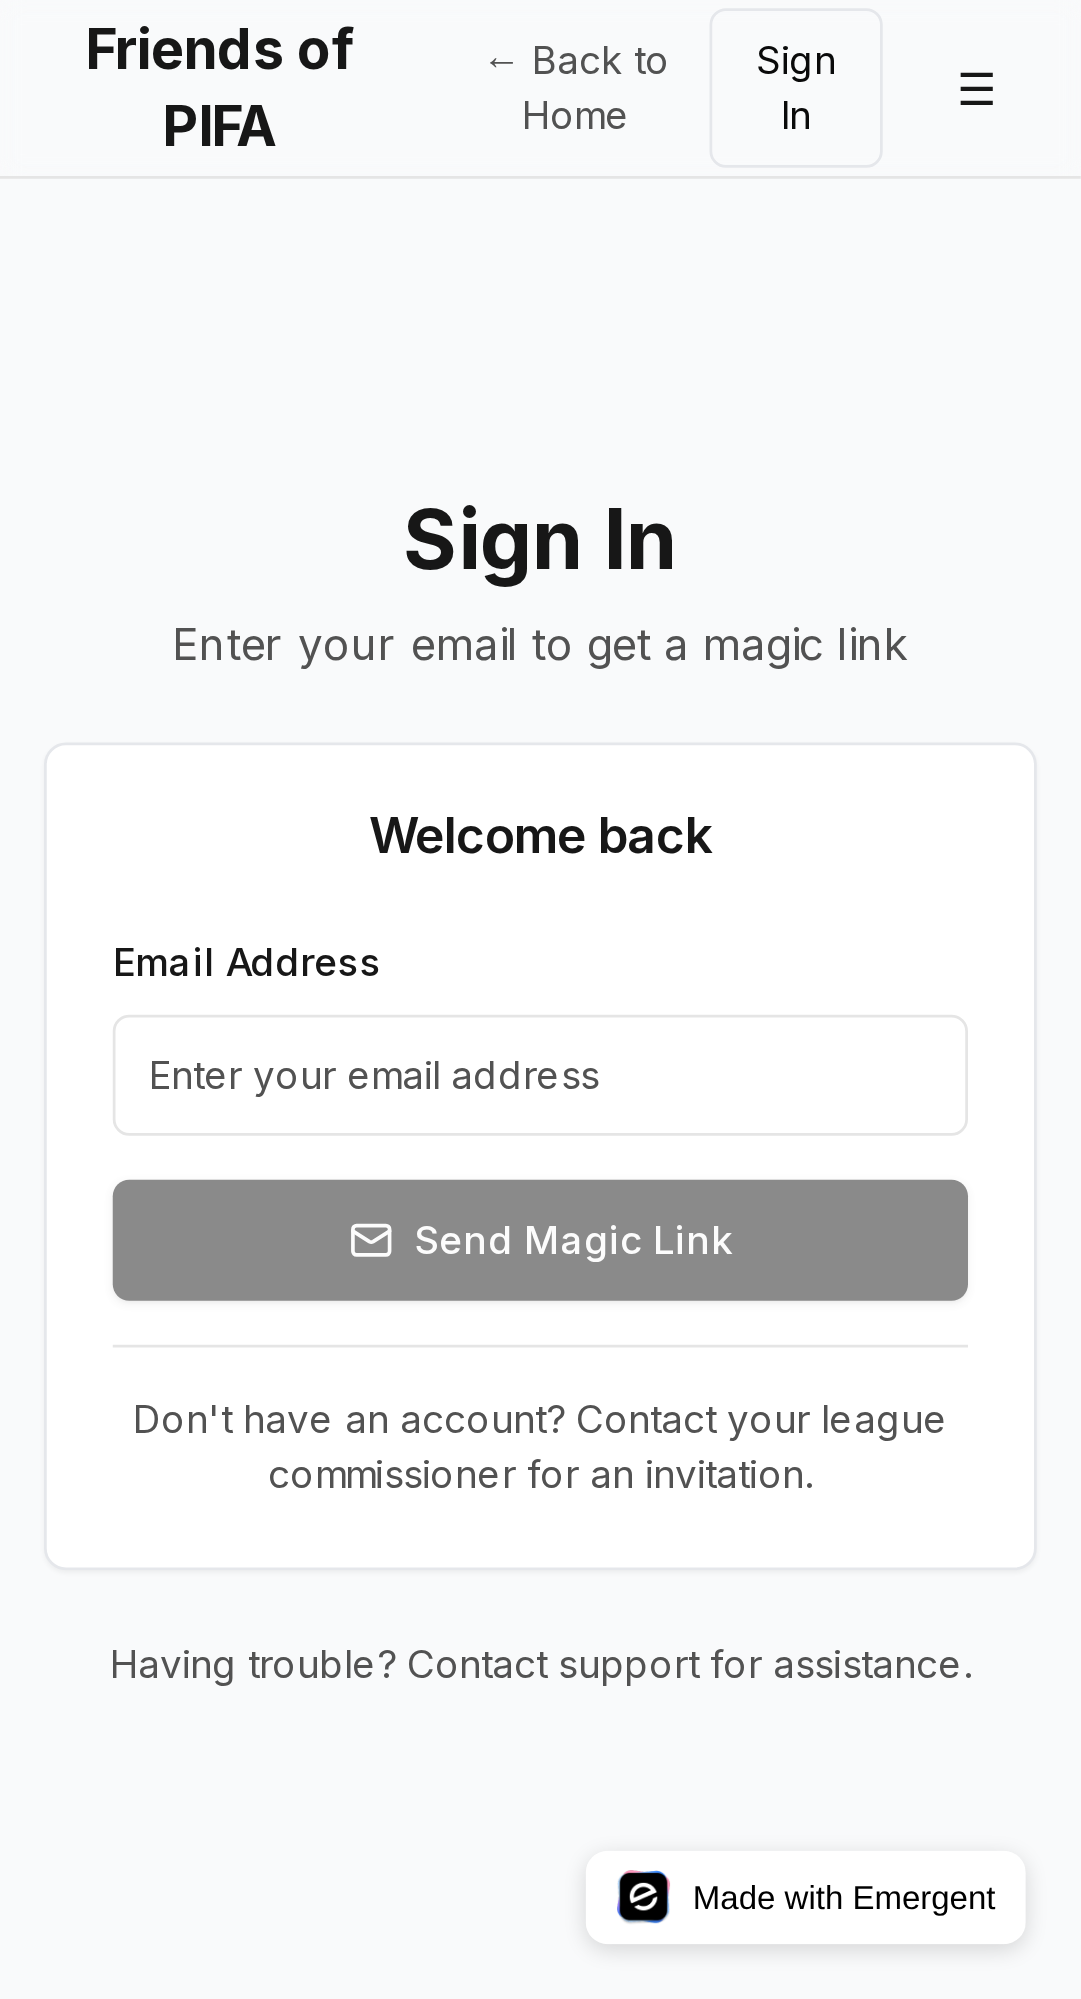 Friends of
PIFA
← Back to
Home
Sign
In
☰
Sign In
Enter your email to get a magic link
Welcome back
Email Address
Enter your email address
Send Magic Link
Don't have an account? Contact your league
commissioner for an invitation.
Having trouble? Contact support for assistance.
Made with Emergent